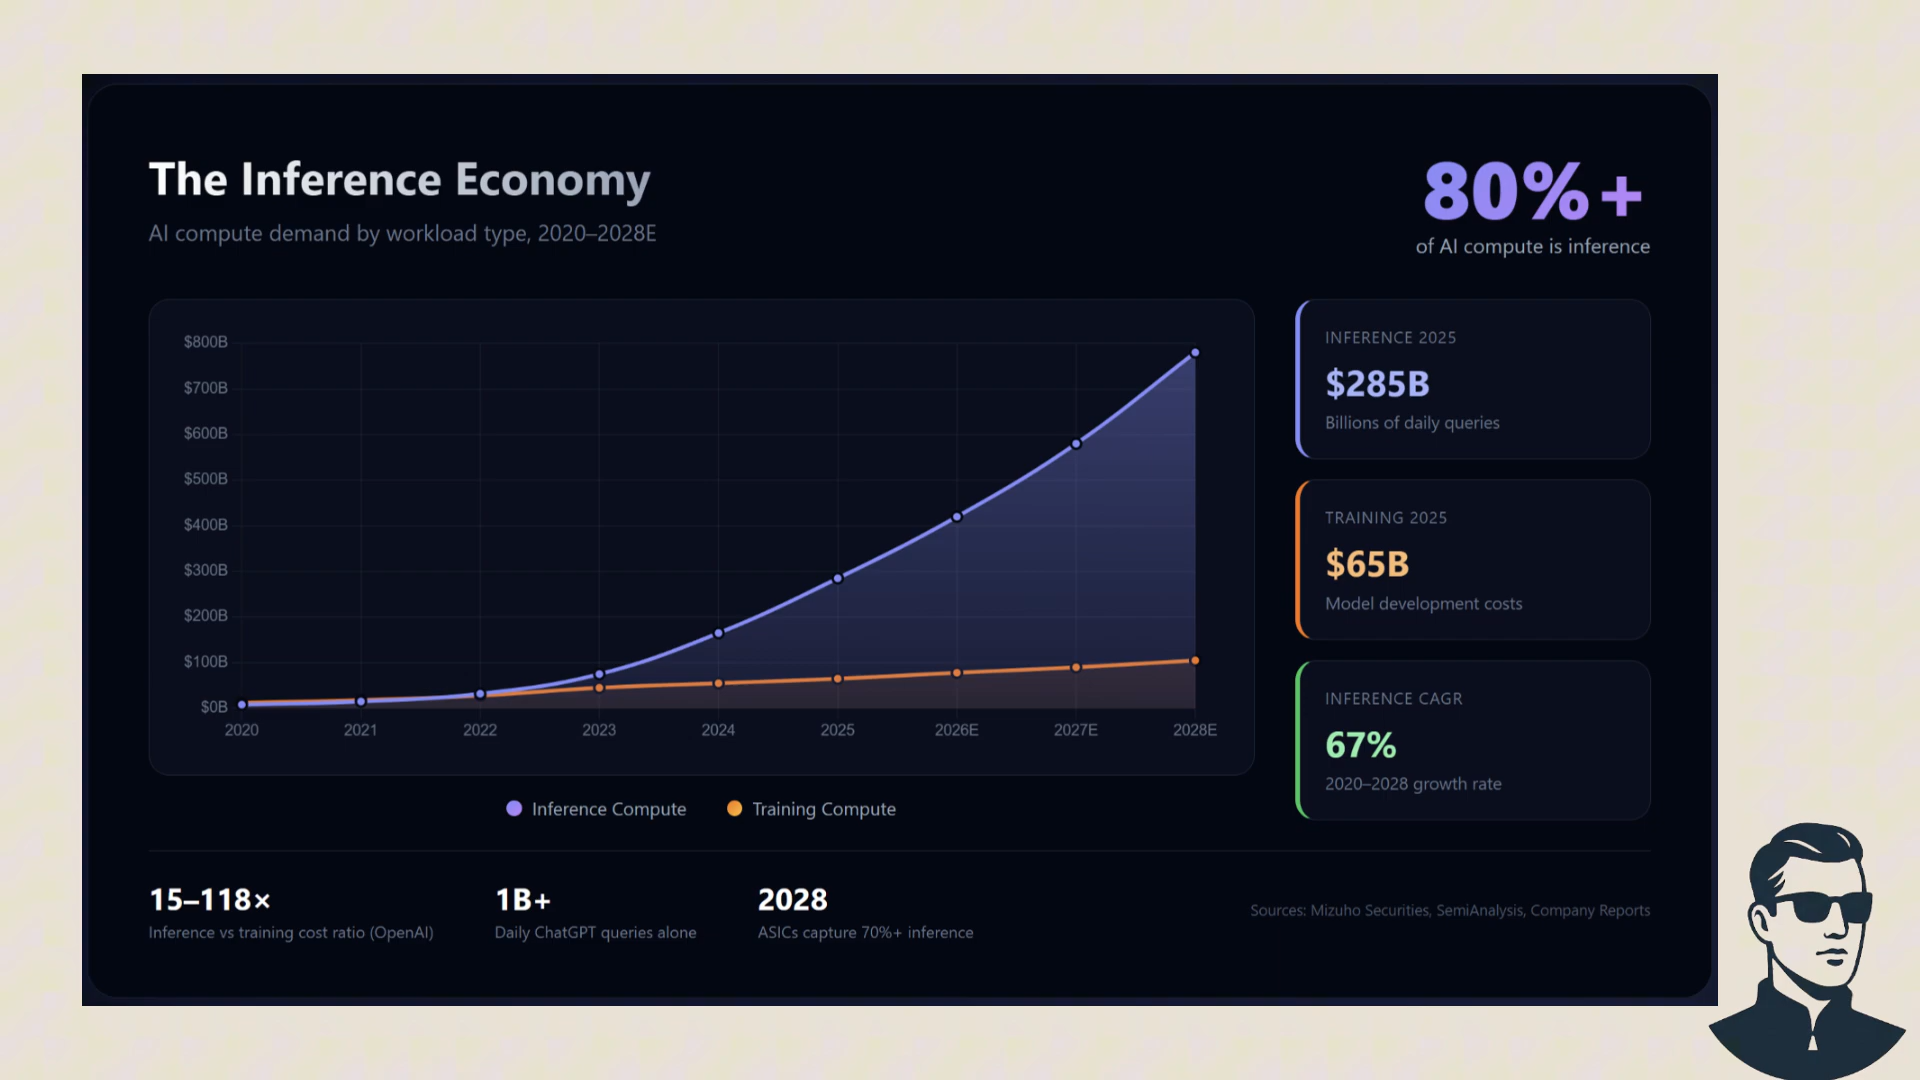 The Inference Economy
AI compute demand by workload type, 2020–2028E
80%+
of AI compute is inference
$800B
$700B
$600B
$500B
$400B
$300B
$200B
$100B
$0B
2020 2021 2022 2023 2024 2025 2026E 2027E 2028E
Inference Compute Training Compute
INFERENCE 2025
$285B
Billions of daily queries
TRAINING 2025
$65B
Model development costs
INFERENCE CAGR
67%
2020–2028 growth rate
15–118×
Inference vs training cost ratio (OpenAI)
1B+
Daily ChatGPT queries alone
2028
ASICs capture 70%+ inference
Sources: Mizuho Securities, SemiAnalysis, Company Reports